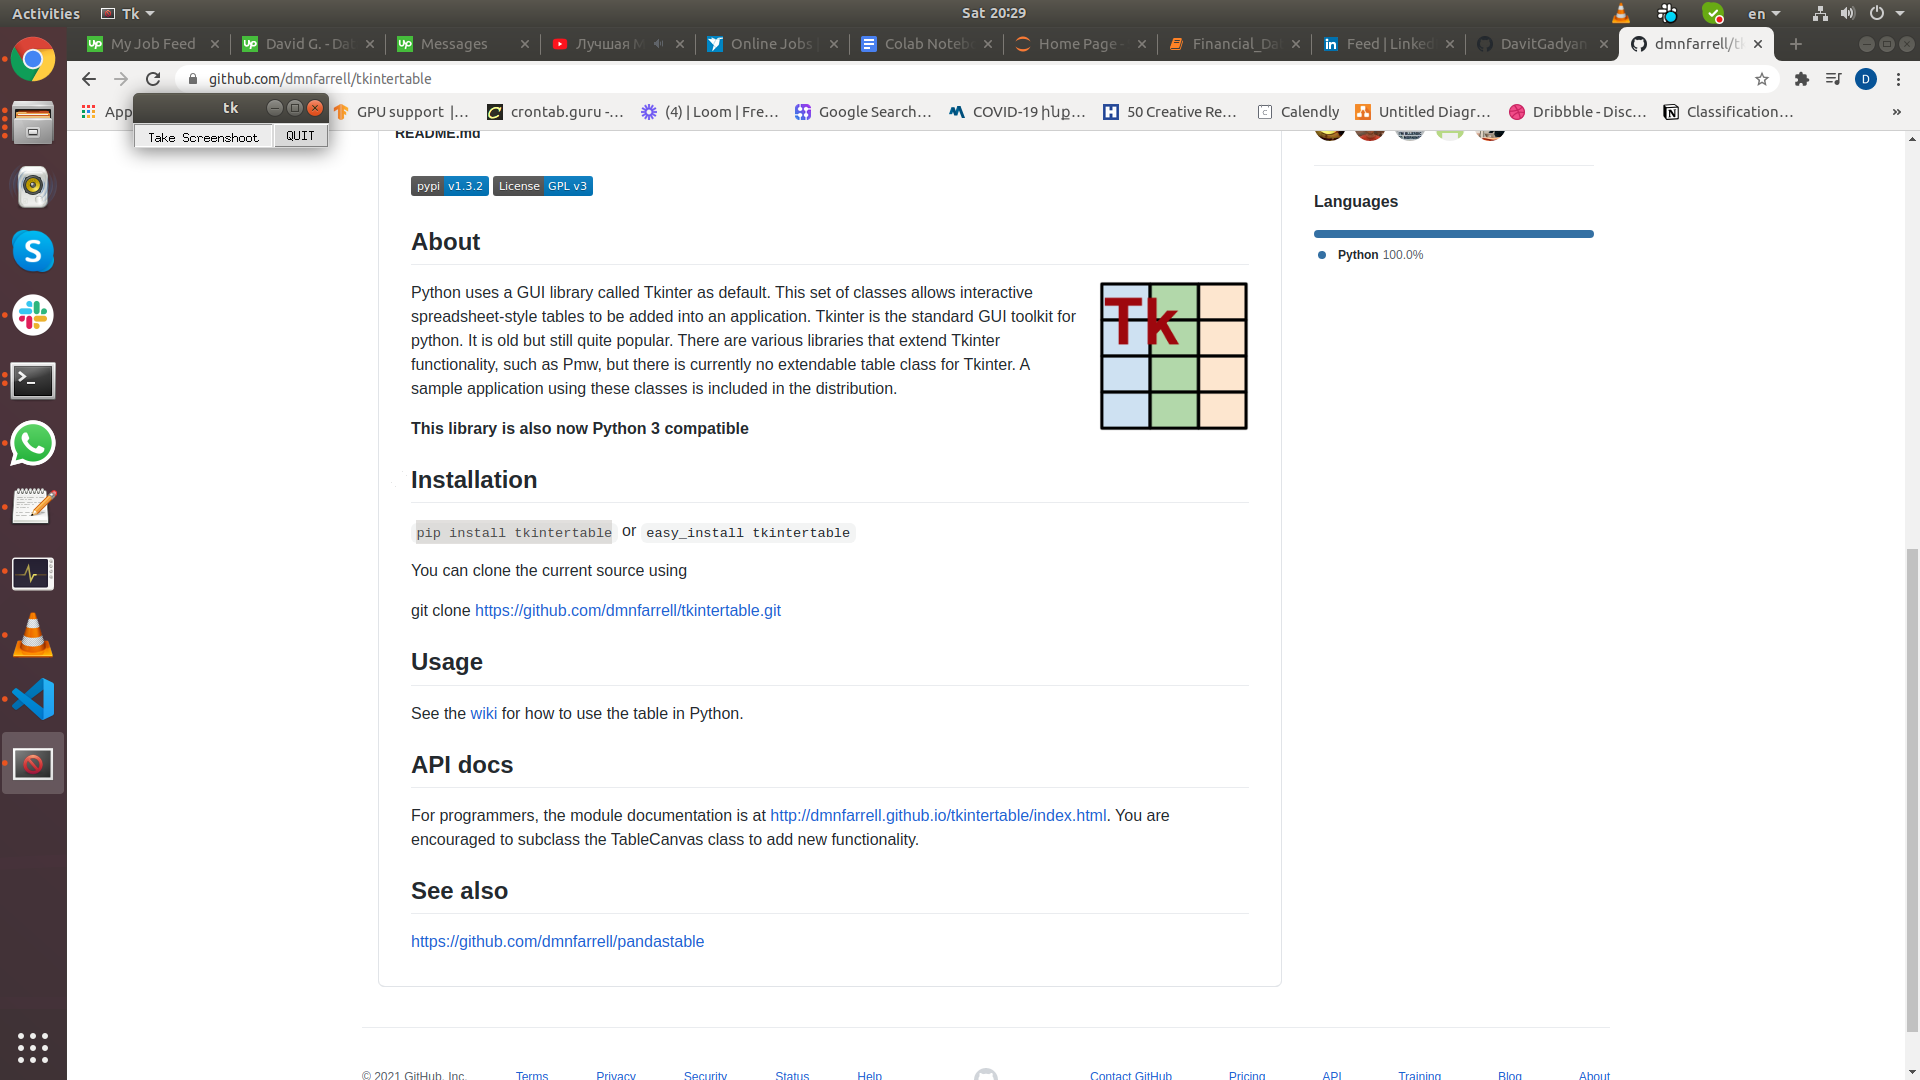 Activities
Tk
Sat 20:29
en
My Job Feed
David G. - Dat
Messages
Лучшая М
Online Jobs
Colab Noteb
Home Page -
Financial_Da
Feed | Linked
DavitGadyan
dmnfarrell/tk
github.com/dmnfarrell/tkintertable
D
App
GPU support |...
crontab.guru -...
(4) | Loom | Fre...
Google Search...
COVID-19 ինք...
50 Creative Re...
Calendly
Untitled Diagr...
Dribbble - Disc...
Classification...
»
tk
Take Screenshoot
QUIT
README.md
pypi v1.3.2
License GPL v3
About
Python uses a GUI library called Tkinter as default. This set of classes allows interactive
spreadsheet-style tables to be added into an application. Tkinter is the standard GUI toolkit for
python. It is old but still quite popular. There are various libraries that extend Tkinter
functionality, such as Pmw, but there is currently no extendable table class for Tkinter. A
sample application using these classes is included in the distribution.
Tk
This library is also now Python 3 compatible
Installation
pip install tkintertable or easy_install tkintertable
You can clone the current source using
git clone https://github.com/dmnfarrell/tkintertable.git
Usage
See the wiki for how to use the table in Python.
API docs
For programmers, the module documentation is at http://dmnfarrell.github.io/tkintertable/index.html. You are
encouraged to subclass the TableCanvas class to add new functionality.
See also
https://github.com/dmnfarrell/pandastable
Languages
Python 100.0%
© 2021 GitHub, Inc.
Terms
Privacy
Security
Status
Help
Contact GitHub
Pricing
API
Training
Blog
About